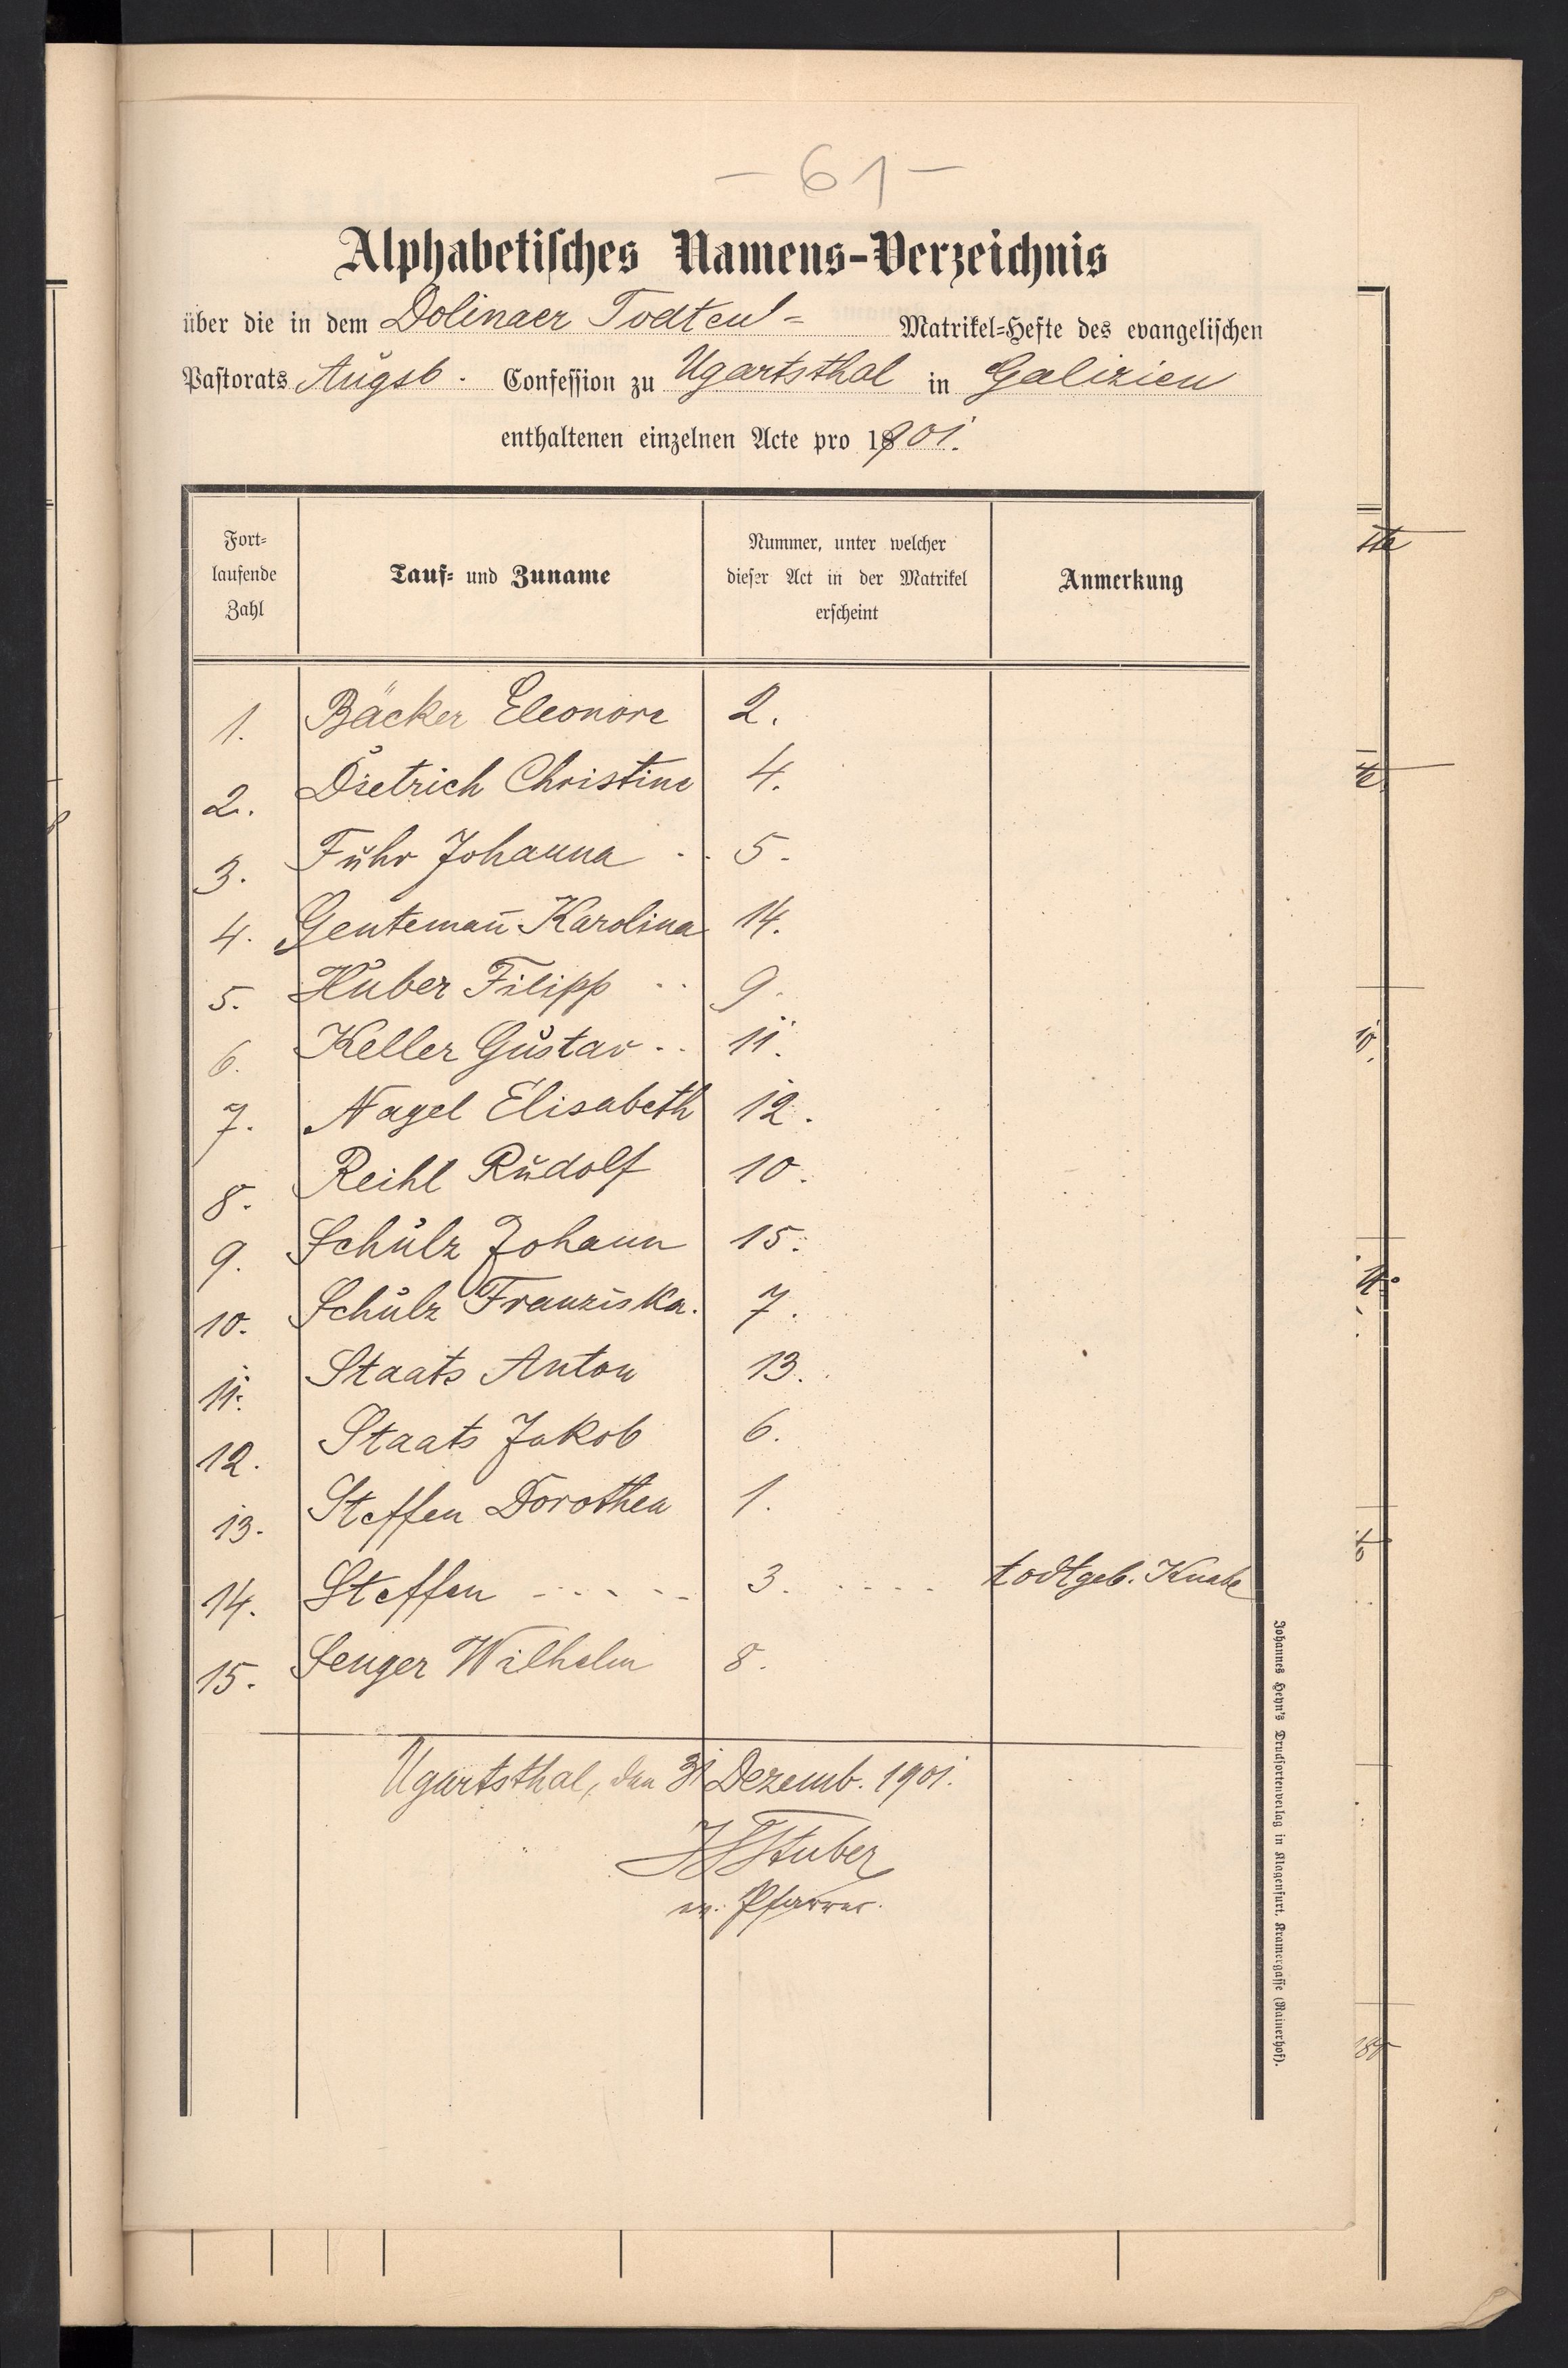 – 61 –
Alphabetisches Namens-Verzeichnis
über die in dem Dolinaer Todten- Matrikel-Hefte des evangelischen
Pastorats Augsb. Confession zu Ugartsthal in Galizien
enthaltenen einzelnen Acte pro 1901.
Fort-
laufende
Zahl
Tauf- und Zuname
Nummer, unter welcher
dieser Act in der Matrikel
erscheint
Anmerkung
1. Bäcker Eleonore 2.
2. Dietrich Christine 4.
3. Fuhr Johanna 5.
4. Gentemañ Karolina 14.
5. Huber Filipp 9.
6. Keller Gustav 11.
7. Nagel Elisabeth 12.
8. Reihl Rudolf 10.
9. Schulz Johann 15.
10. Schulz Franziska. 7.
11. Staats Anton 13.
12. Staats Jakob 6.
13. Steffen Dorothea 1.
14. Steffen - - - - 3. - - - - todtgeb. Knabe
15. Senger Wilhelm 8.
Ugartsthal, den 31 Dezemb. 1901.
Stuber
ev. Pfarrer.
Johannes Heyn's Drucksortenverlag in Klagenfurt, Kramergasse (Rainerhof).